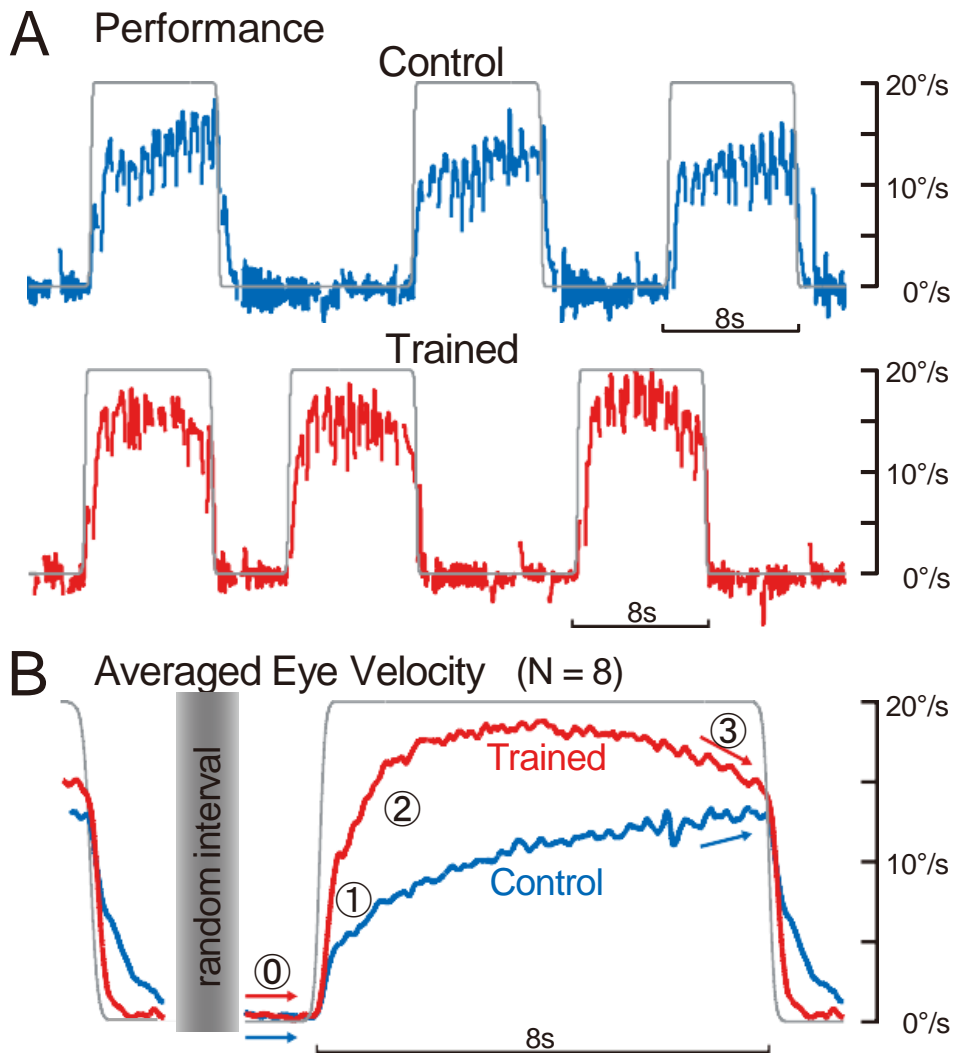 A Performance
Control
20°/s
10°/s
0°/s
8s
Trained
20°/s
10°/s
0°/s
8s
B Averaged Eye Velocity (N = 8)
random interval
20°/s
③
Trained
②
10°/s
Control
①
⓪
0°/s
8s